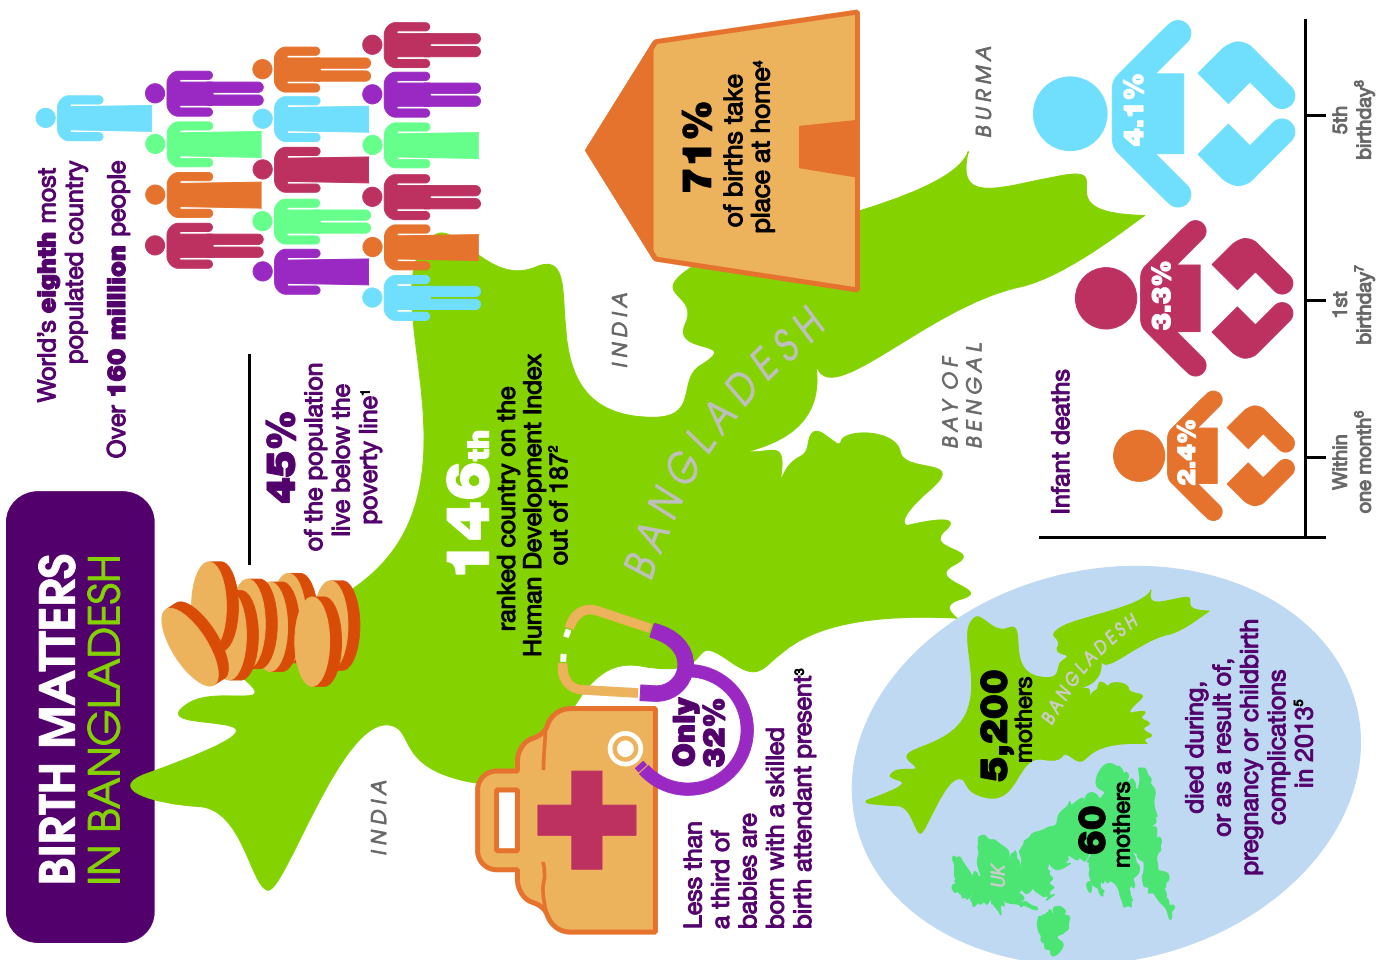 BIRTH MATTERS
IN BANGLADESH
World's eighth most
populated country
Over 160 milllion people
45%
of the population
live below the
poverty line¹
146th
ranked country on the
Human Development Index
out of 187²
INDIA
INDIA
BANGLADESH
71%
of births take
place at home⁴
BURMA
BAY OF
BENGAL
Only
32%
Less than
a third of
babies are
born with a skilled
birth attendant present³
5,200
mothers
BANGLADESH
UK
60
mothers
died during,
or as a result of,
pregnancy or childbirth
complications
in 2013⁵
Infant deaths
2.4%
3.3%
4.1%
Within
one month⁶
1st
birthday⁷
5th
birthday⁸